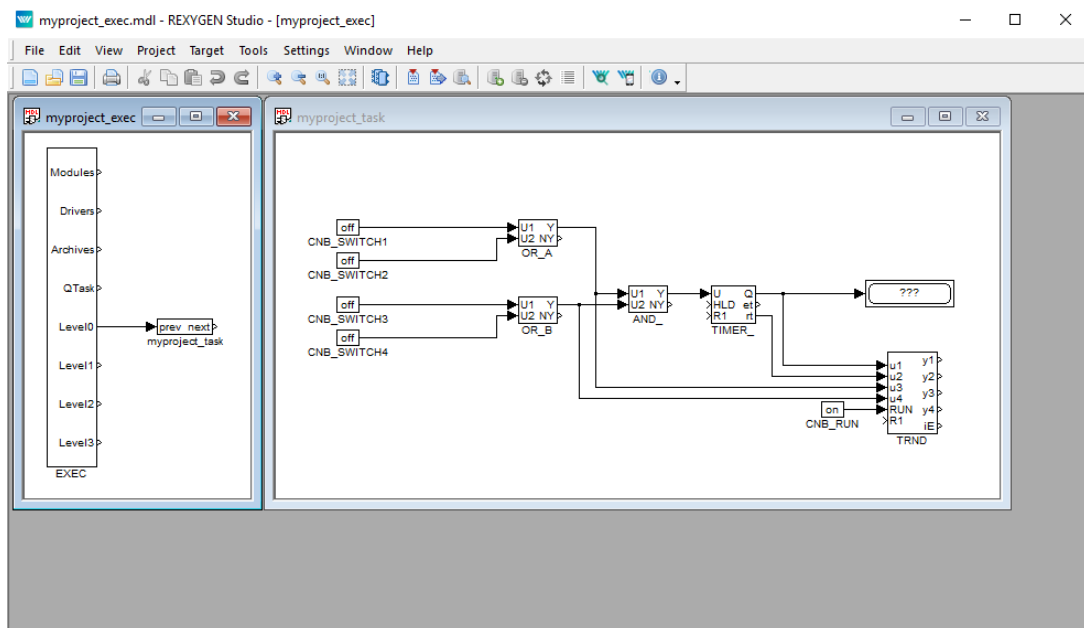 myproject_exec.mdl - REXYGEN Studio - [myproject_exec]
File Edit View Project Target Tools Settings Window Help
myproject_exec
Modules
Drivers
Archives
QTask
Level0
Level1
Level2
Level3
EXEC
prev next
myproject_task
myproject_task
off
CNB_SWITCH1
off
CNB_SWITCH2
off
CNB_SWITCH3
off
CNB_SWITCH4
U1 Y
U2 NY
OR_A
U1 Y
U2 NY
OR_B
U1 Y
U2 NY
AND_
U Q
HLD et
R1 rt
TIMER_
???
on
CNB_RUN
u1 y1
u2 y2
u3 y3
u4
RUN y4
R1 iE
TRND